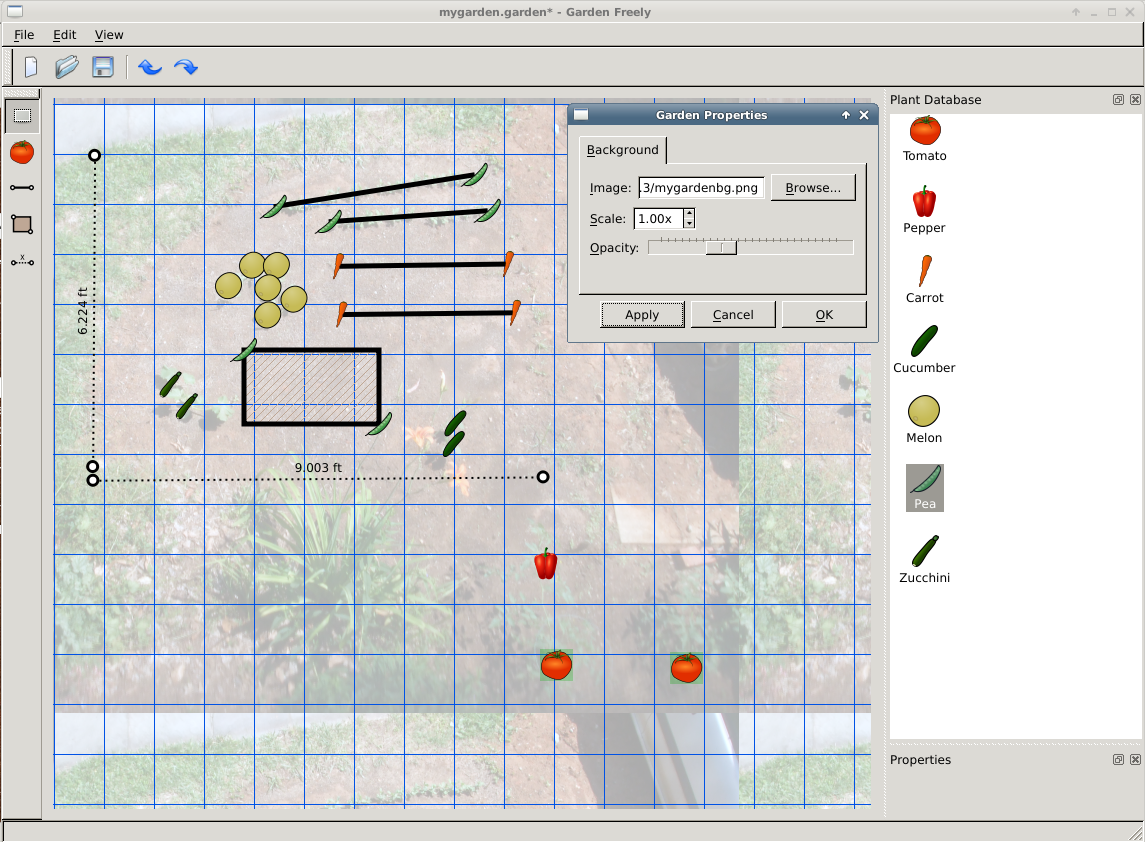 mygarden.garden* - Garden Freely
File Edit View
Plant Database
Tomato
Pepper
Carrot
Cucumber
Melon
Pea
Zucchini
Properties
Garden Properties
Background
Image: .3/mygardenbg.png Browse...
Scale: 1.00x
Opacity:
Apply Cancel OK
6.224 ft
9.003 ft
x